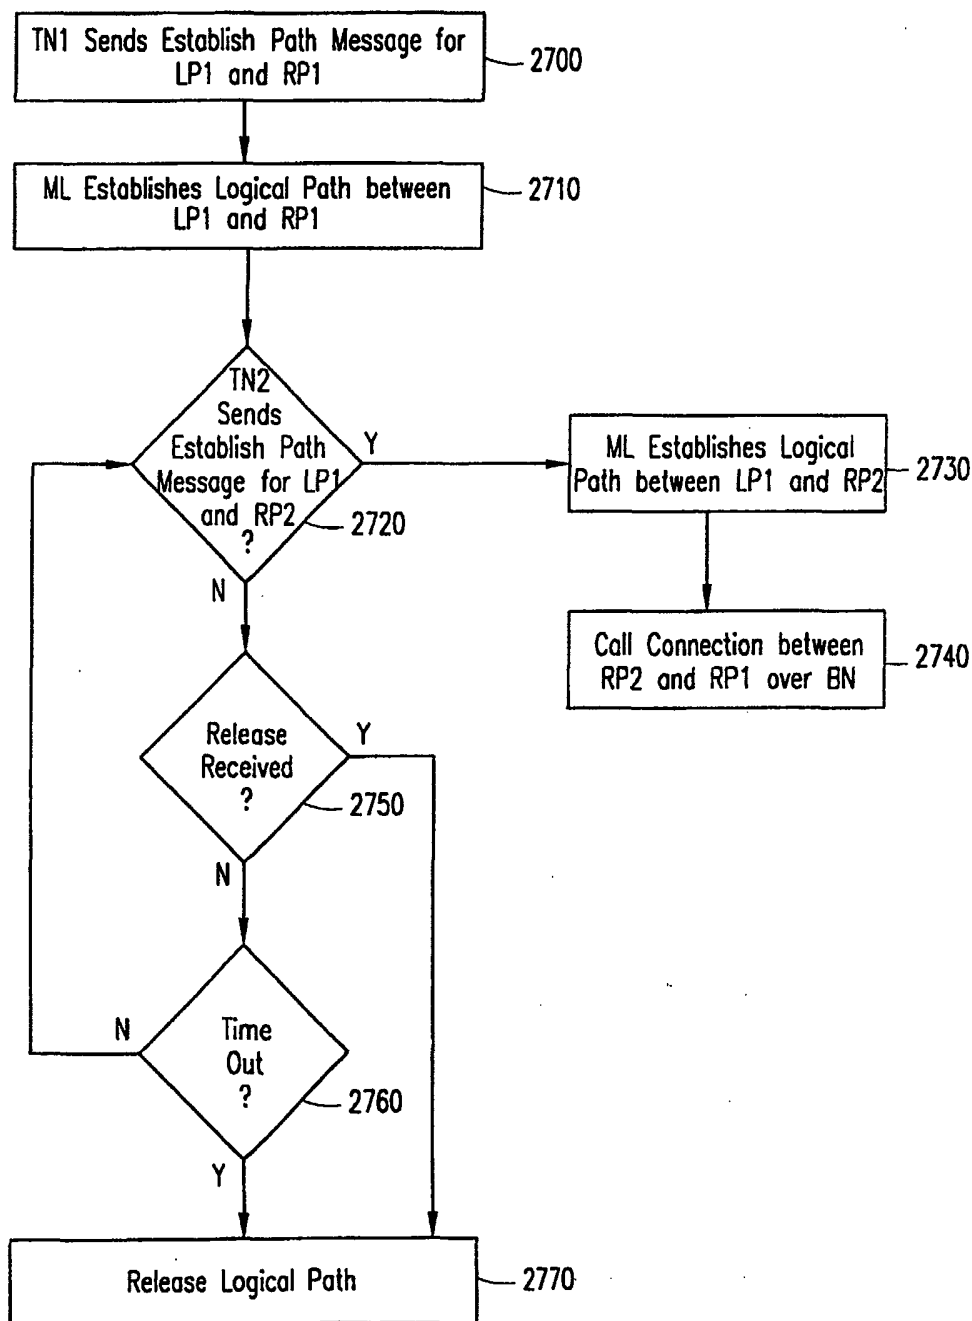 TN1 Sends Establish Path Message for
LP1 and RP1
2700
ML Establishes Logical Path between
LP1 and RP1
2710
TN2
Sends
Establish Path
Message for LP1
and RP2
?
2720
Y
N
ML Establishes Logical
Path between LP1 and RP2
2730
Call Connection between
RP2 and RP1 over BN
2740
Release
Received
?
2750
Y
N
Time
Out
?
2760
N
Y
Release Logical Path
2770